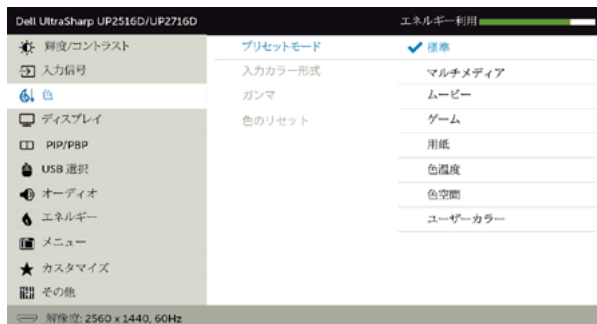 Dell UltraSharp UP2516D/UP2716D エネルギー利用
輝度/コントラスト プリセットモード 標準
入力信号 入力カラー形式 マルチメディア
色 ガンマ ムービー
ディスプレイ 色のリセット ゲーム
PIP/PBP 用紙
USB 選択 色温度
オーディオ 色空間
エネルギー ユーザーカラー
メニュー
カスタマイズ
その他
解像度: 2560 x 1440, 60Hz